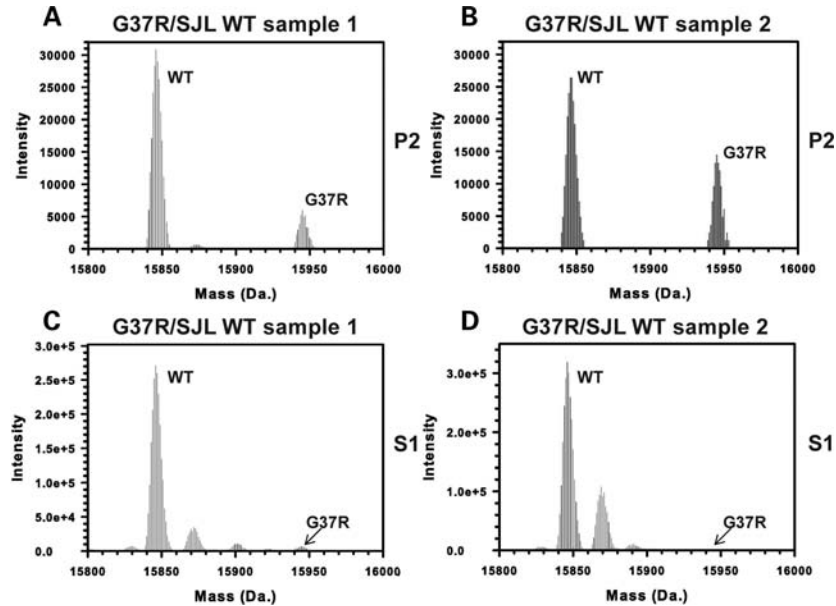 A
G37R/SJL WT sample 1
Intensity
30000
25000
20000
15000
10000
5000
0
WT
G37R
P2
15800
15850
15900
15950
16000
Mass (Da.)
B
G37R/SJL WT sample 2
Intensity
30000
25000
20000
15000
10000
5000
0
WT
G37R
P2
15800
15850
15900
15950
16000
Mass (Da.)
C
G37R/SJL WT sample 1
Intensity
3.0e+5
2.5e+5
2.0e+5
1.5e+5
1.0e+5
5.0e+4
0.0
WT
G37R
S1
15800
15850
15900
15950
16000
Mass (Da.)
D
G37R/SJL WT sample 2
Intensity
3.0e+5
2.0e+5
1.0e+5
0.0
WT
G37R
S1
15800
15850
15900
15950
16000
Mass (Da.)